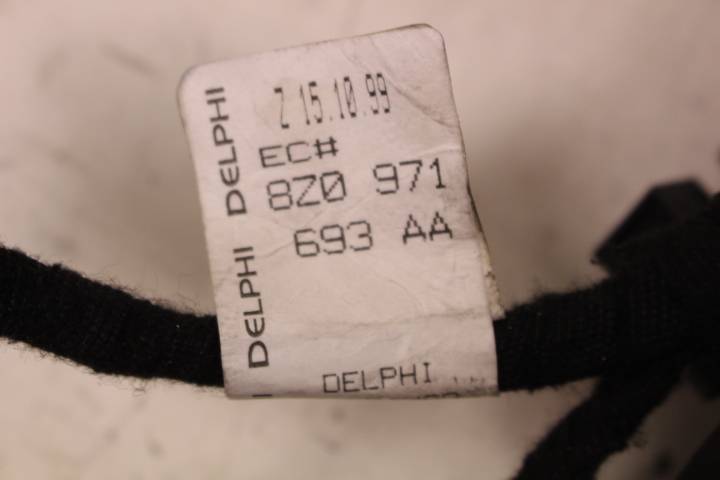 Z 15.10.99
EC#
8Z0 971
693 AA
DELPHI
DELPHI
DELPHI